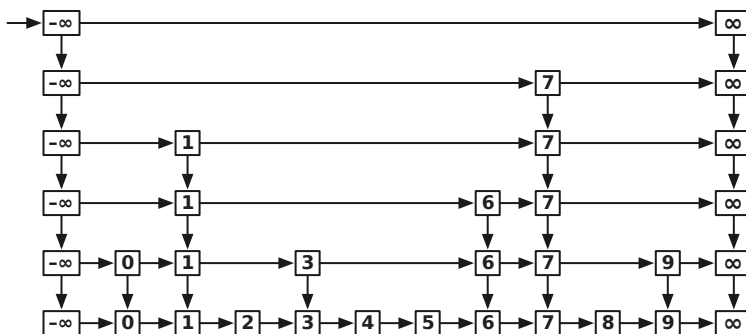 -∞ ∞
-∞ 7 ∞
-∞ 1 7 ∞
-∞ 1 6 7 ∞
-∞ 0 1 3 6 7 9 ∞
-∞ 0 1 2 3 4 5 6 7 8 9 ∞